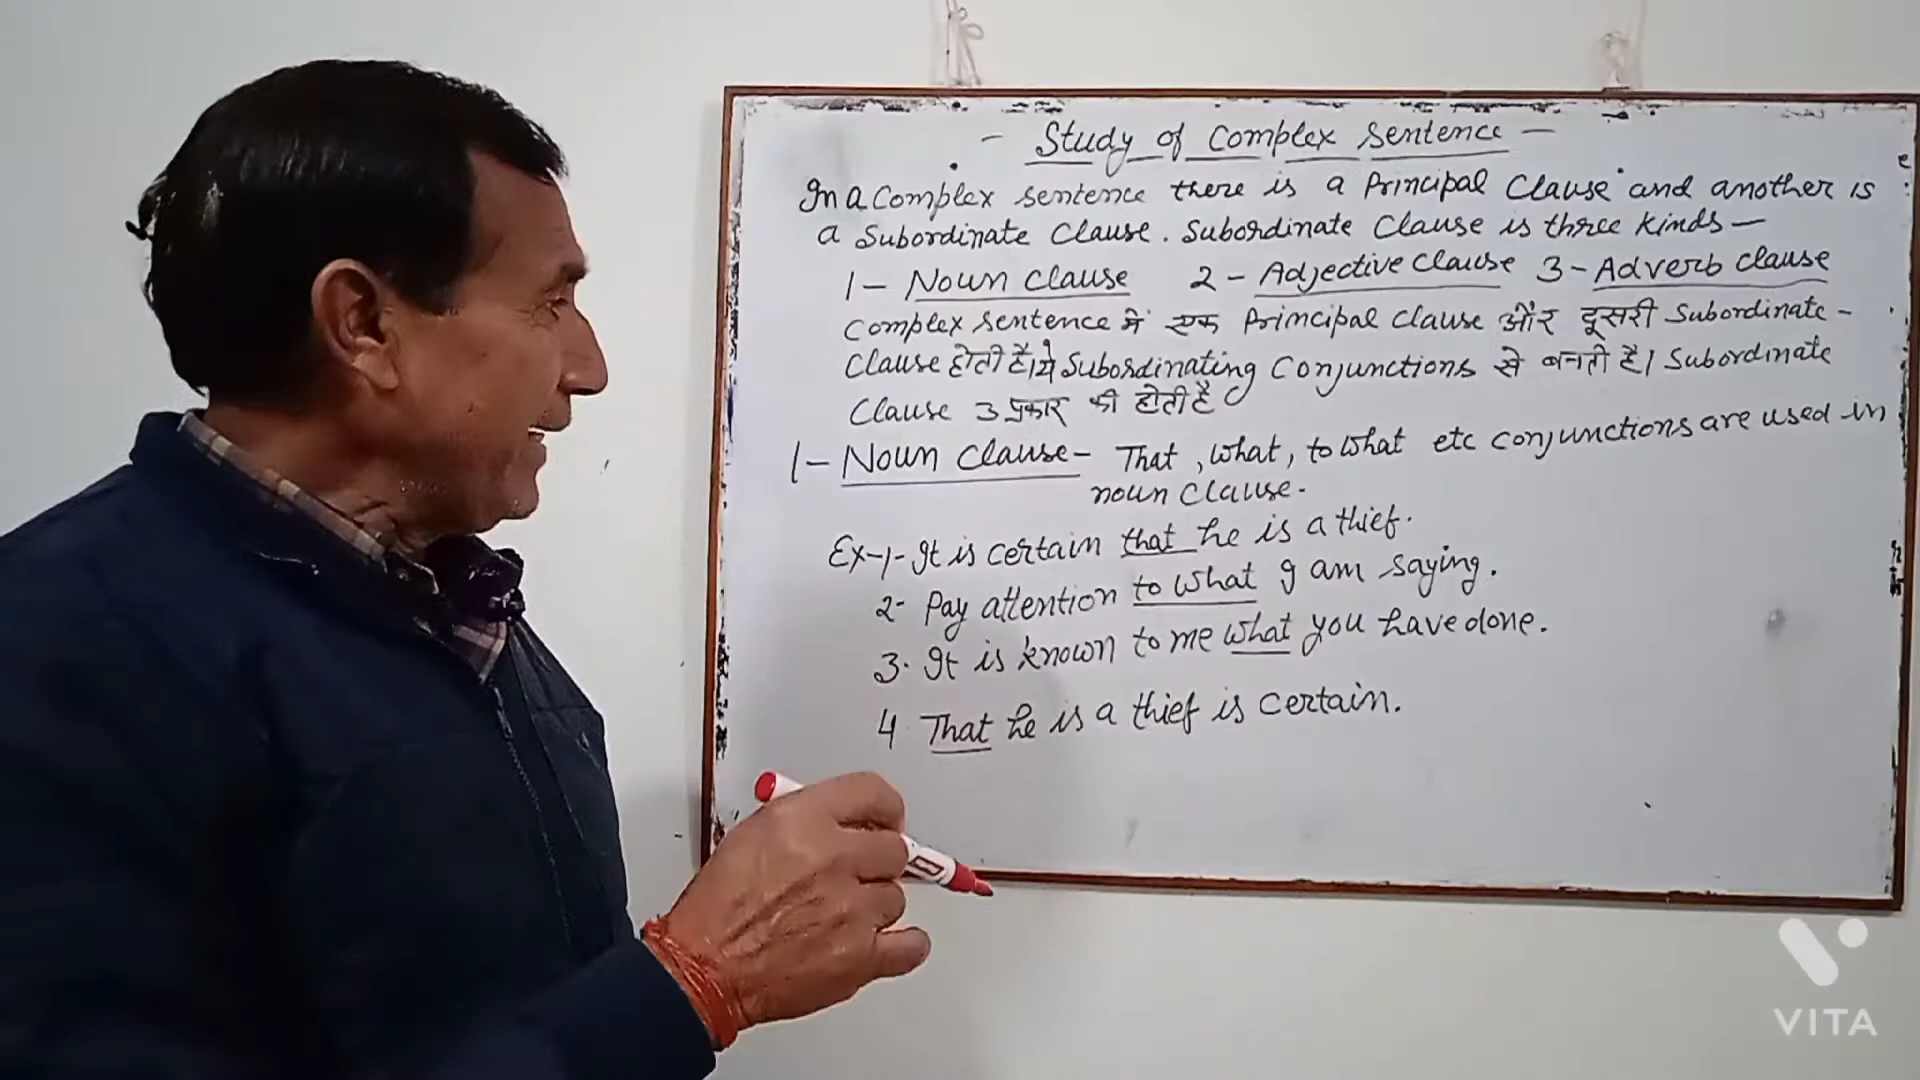 - Study of Complex Sentence -
In a Complex sentence there is a Principal Clause and another is
a Subordinate Clause. Subordinate Clause is three kinds-
1- Noun Clause 2- Adjective Clause 3- Adverb Clause
Complex sentence में एक Principal Clause और दूसरी Subordinate-
Clause होती है। ये Subordinating Conjunctions से बनती है। Subordinate
Clause 3 प्रकार की होती है
1- Noun Clause- That, what, to what etc conjunctions are used in
noun Clause.
Ex-1- It is certain that he is a thief.
2- Pay attention to what I am saying.
3. It is known to me what you have done.
4 That he is a thief is certain.
VITA